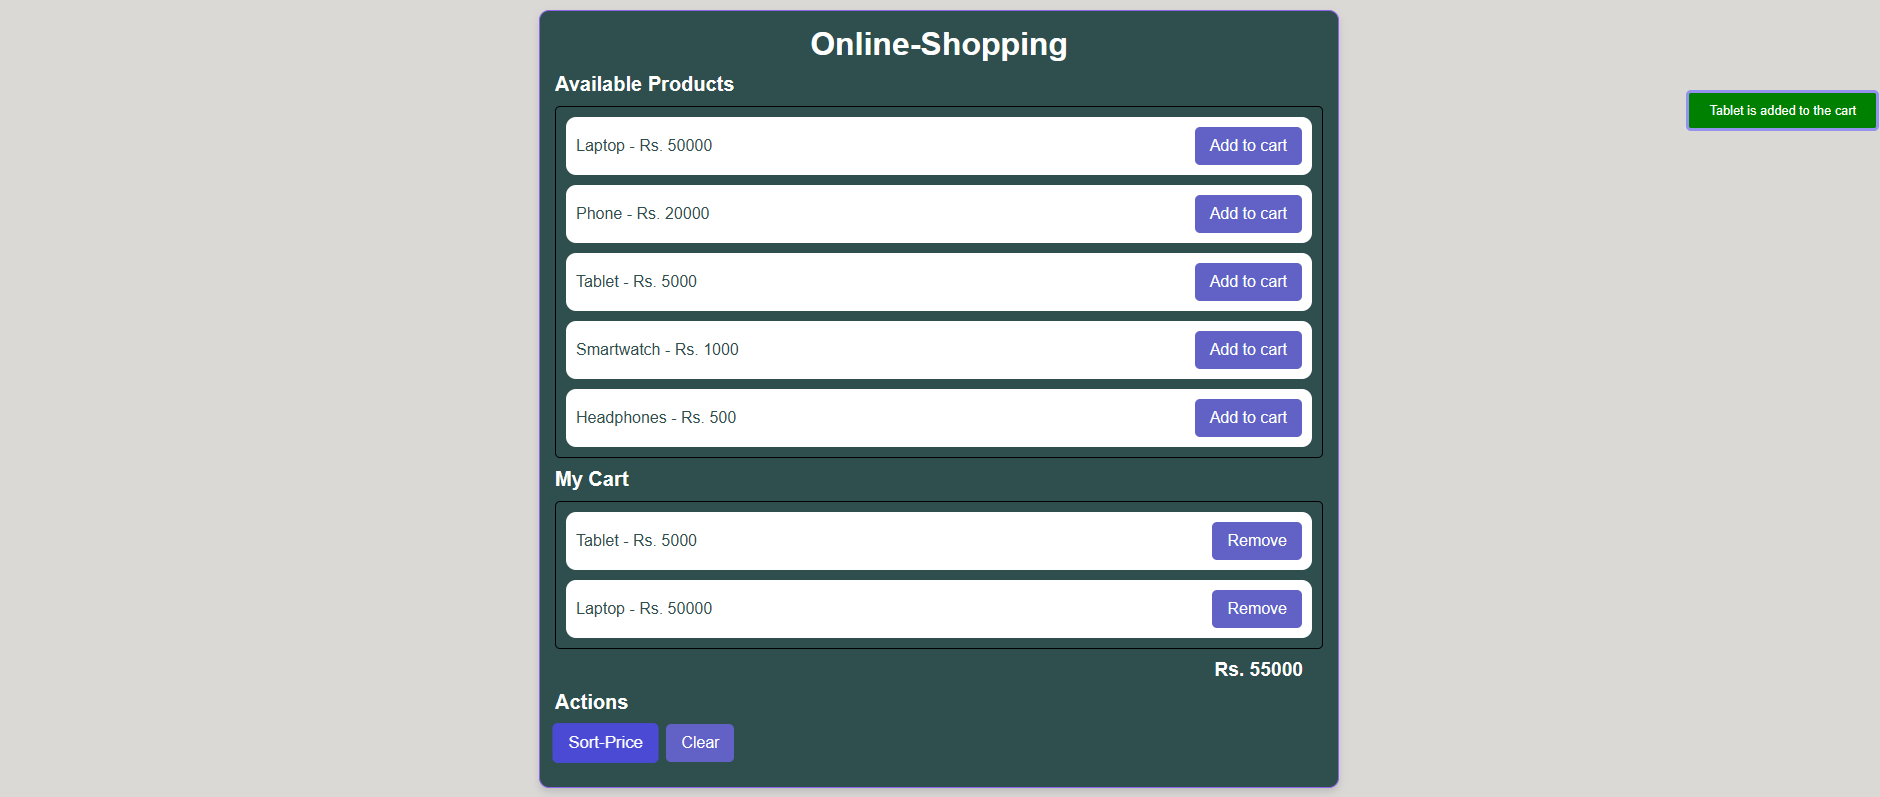 Online-Shopping
Available Products
Tablet is added to the cart
Laptop - Rs. 50000 Add to cart
Phone - Rs. 20000 Add to cart
Tablet - Rs. 5000 Add to cart
Smartwatch - Rs. 1000 Add to cart
Headphones - Rs. 500 Add to cart
My Cart
Tablet - Rs. 5000 Remove
Laptop - Rs. 50000 Remove
Rs. 55000
Actions
Sort-Price Clear